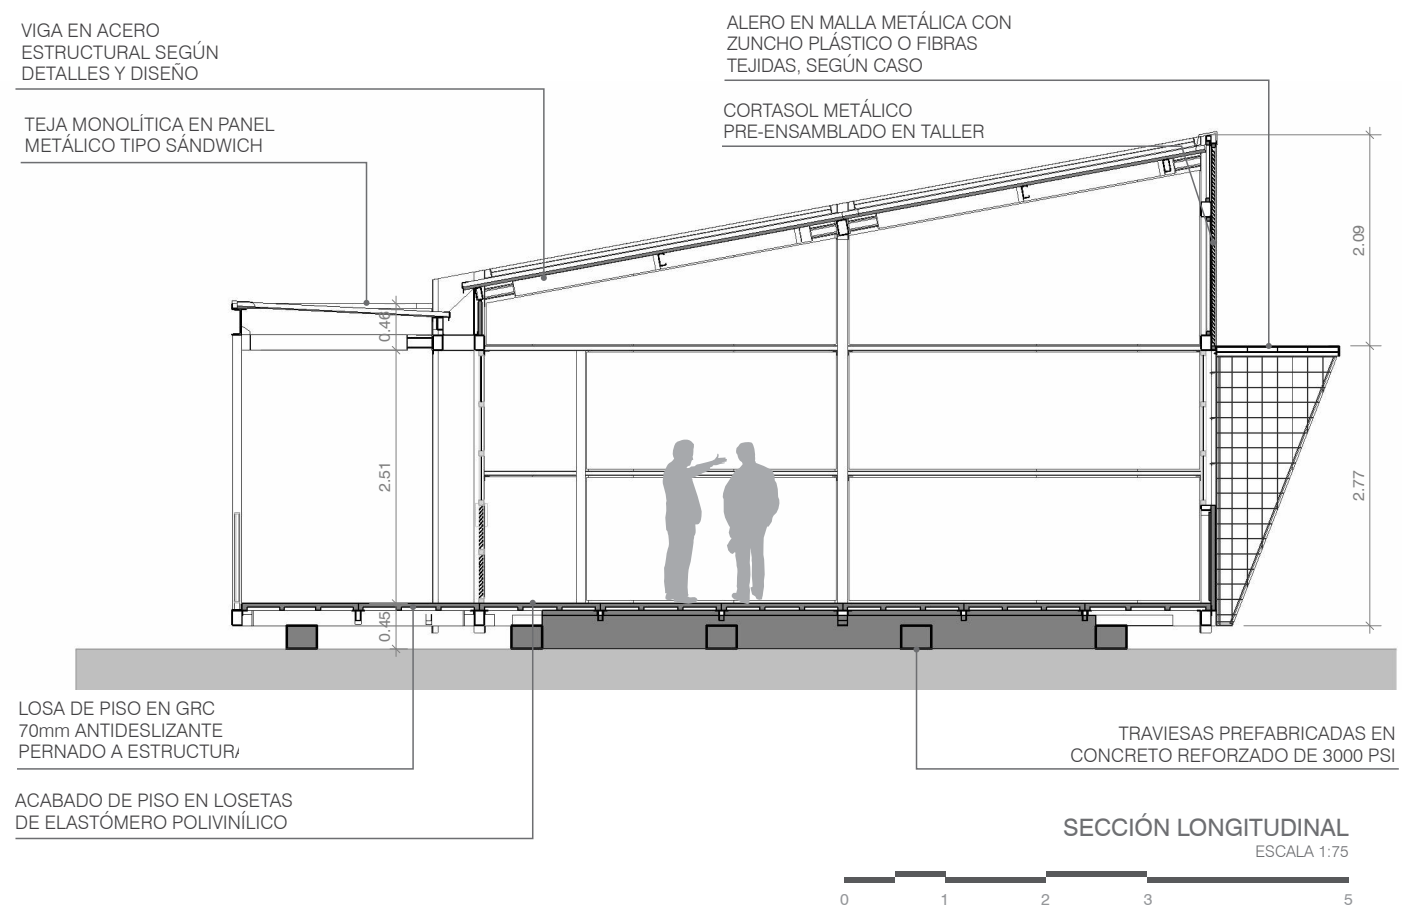 VIGA EN ACERO
ESTRUCTURAL SEGÚN
DETALLES Y DISEÑO
TEJA MONOLÍTICA EN PANEL
METÁLICO TIPO SÁNDWICH
ALERO EN MALLA METÁLICA CON
ZUNCHO PLÁSTICO O FIBRAS
TEJIDAS, SEGÚN CASO
CORTASOL METÁLICO
PRE-ENSAMBLADO EN TALLER
2.09
0.46
2.51
2.77
0.45
LOSA DE PISO EN GRC
70mm ANTIDESLIZANTE
PERNADO A ESTRUCTURA
ACABADO DE PISO EN LOSETAS
DE ELASTÓMERO POLIVINÍLICO
TRAVIESAS PREFABRICADAS EN
CONCRETO REFORZADO DE 3000 PSI
SECCIÓN LONGITUDINAL
ESCALA 1:75
0 1 2 3 5